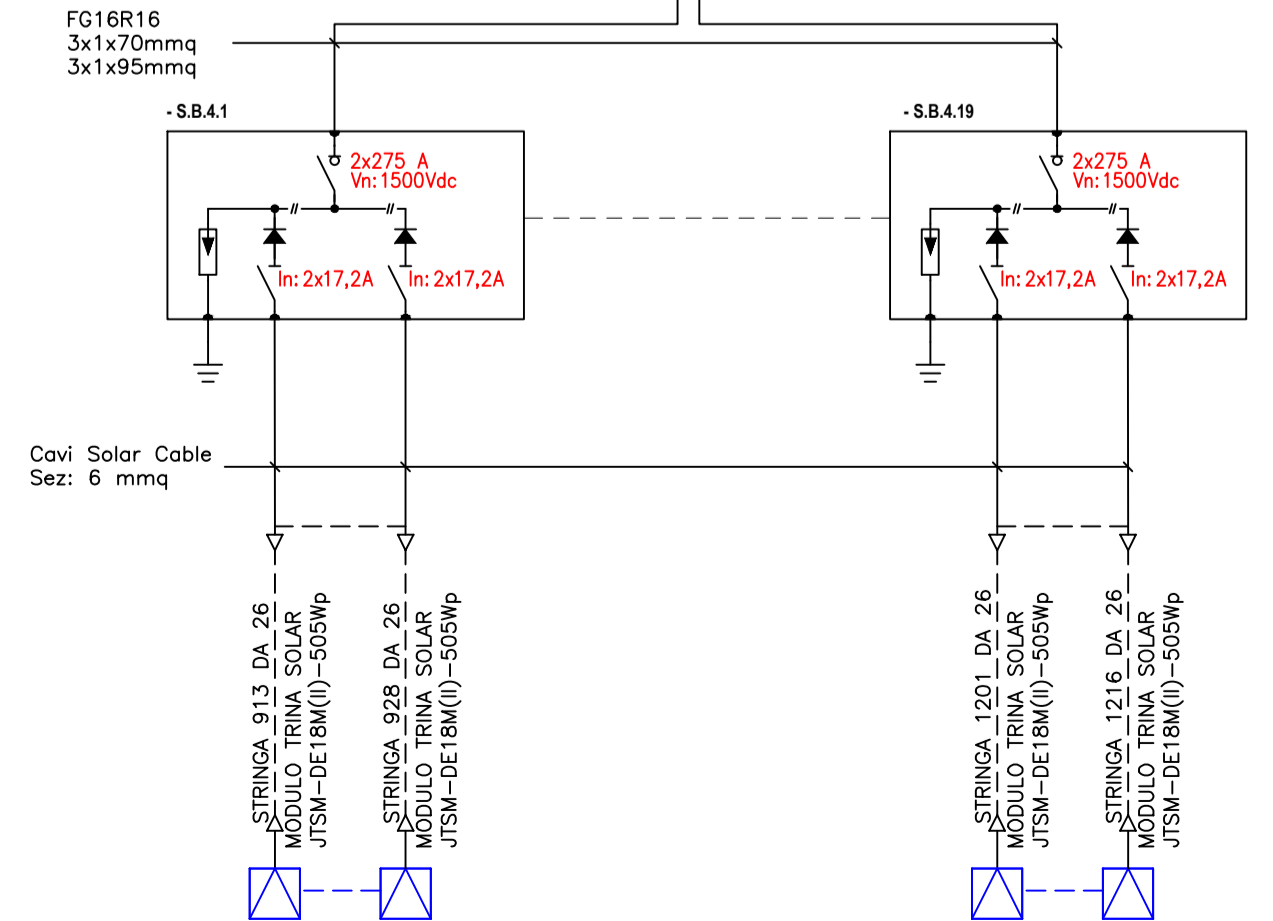 FG16R16
3x1x70mmq
3x1x95mmq
- S.B.4.1
- S.B.4.19
2x275 A
Vn:1500Vdc
2x275 A
Vn:1500Vdc
In: 2x17,2A
In: 2x17,2A
In: 2x17,2A
In: 2x17,2A
Cavi Solar Cable
Sez: 6 mmq
STRINGA 913 DA 26
MODULO TRINA SOLAR
JTSM-DE18M(II)-505Wp
STRINGA 928 DA 26
MODULO TRINA SOLAR
JTSM-DE18M(II)-505Wp
STRINGA 1201 DA 26
MODULO TRINA SOLAR
JTSM-DE18M(II)-505Wp
STRINGA 1216 DA 26
MODULO TRINA SOLAR
JTSM-DE18M(II)-505Wp